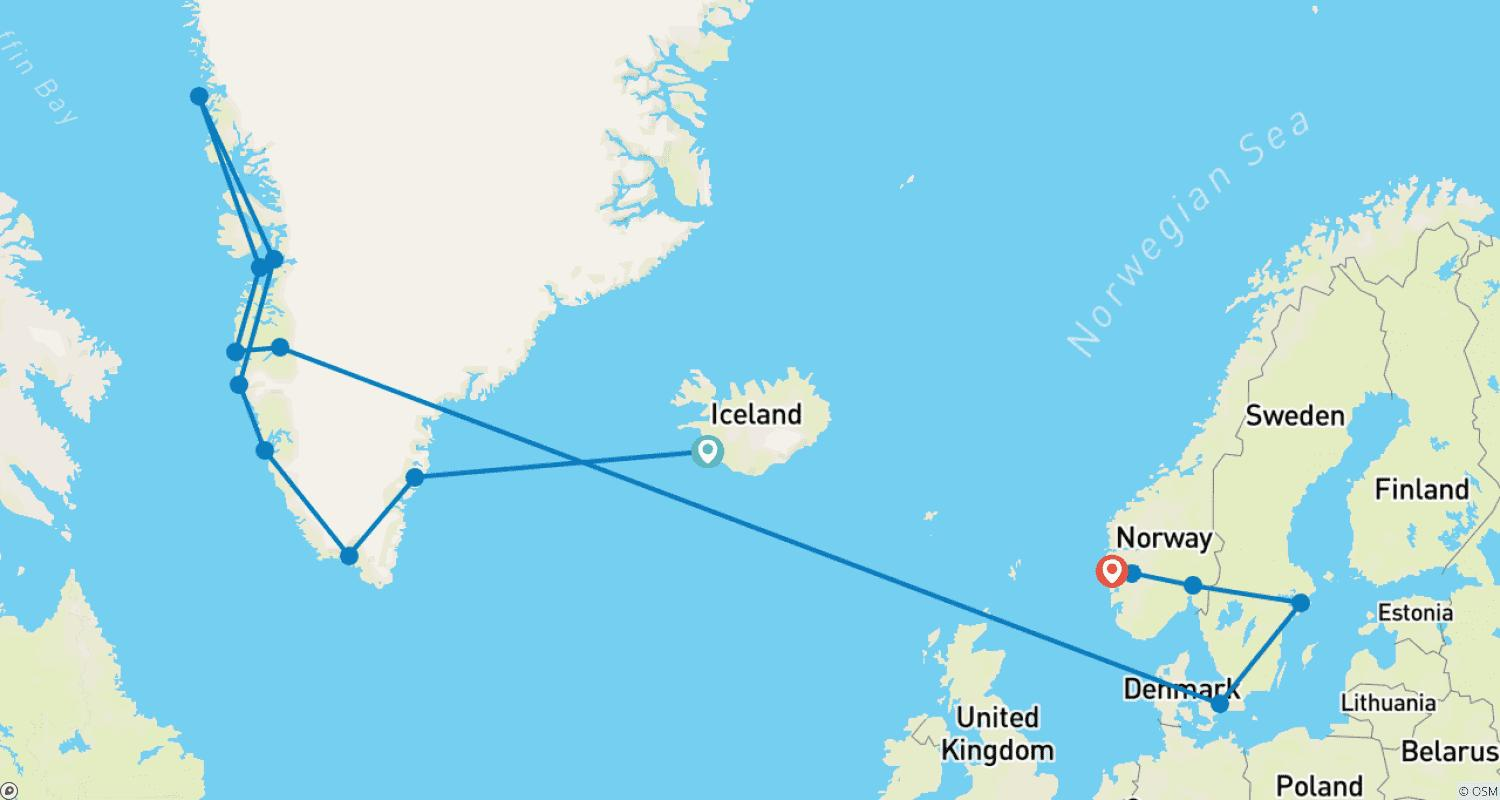 ffin Bay
Norwegian Sea
Iceland
Sweden
Finland
Norway
Estonia
Denmark
Lithuania
United
Kingdom
Belarus
Poland
© OSM